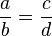 a/b = c/d